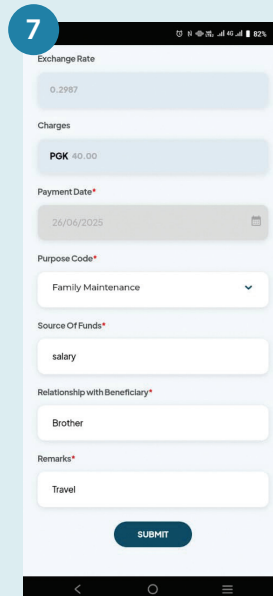 7
4G 82%
Exchange Rate
0.2987
Charges
PGK 40.00
Payment Date*
26/06/2025
Purpose Code*
Family Maintenance
Source Of Funds*
salary
Relationship with Beneficiary*
Brother
Remarks*
Travel
SUBMIT